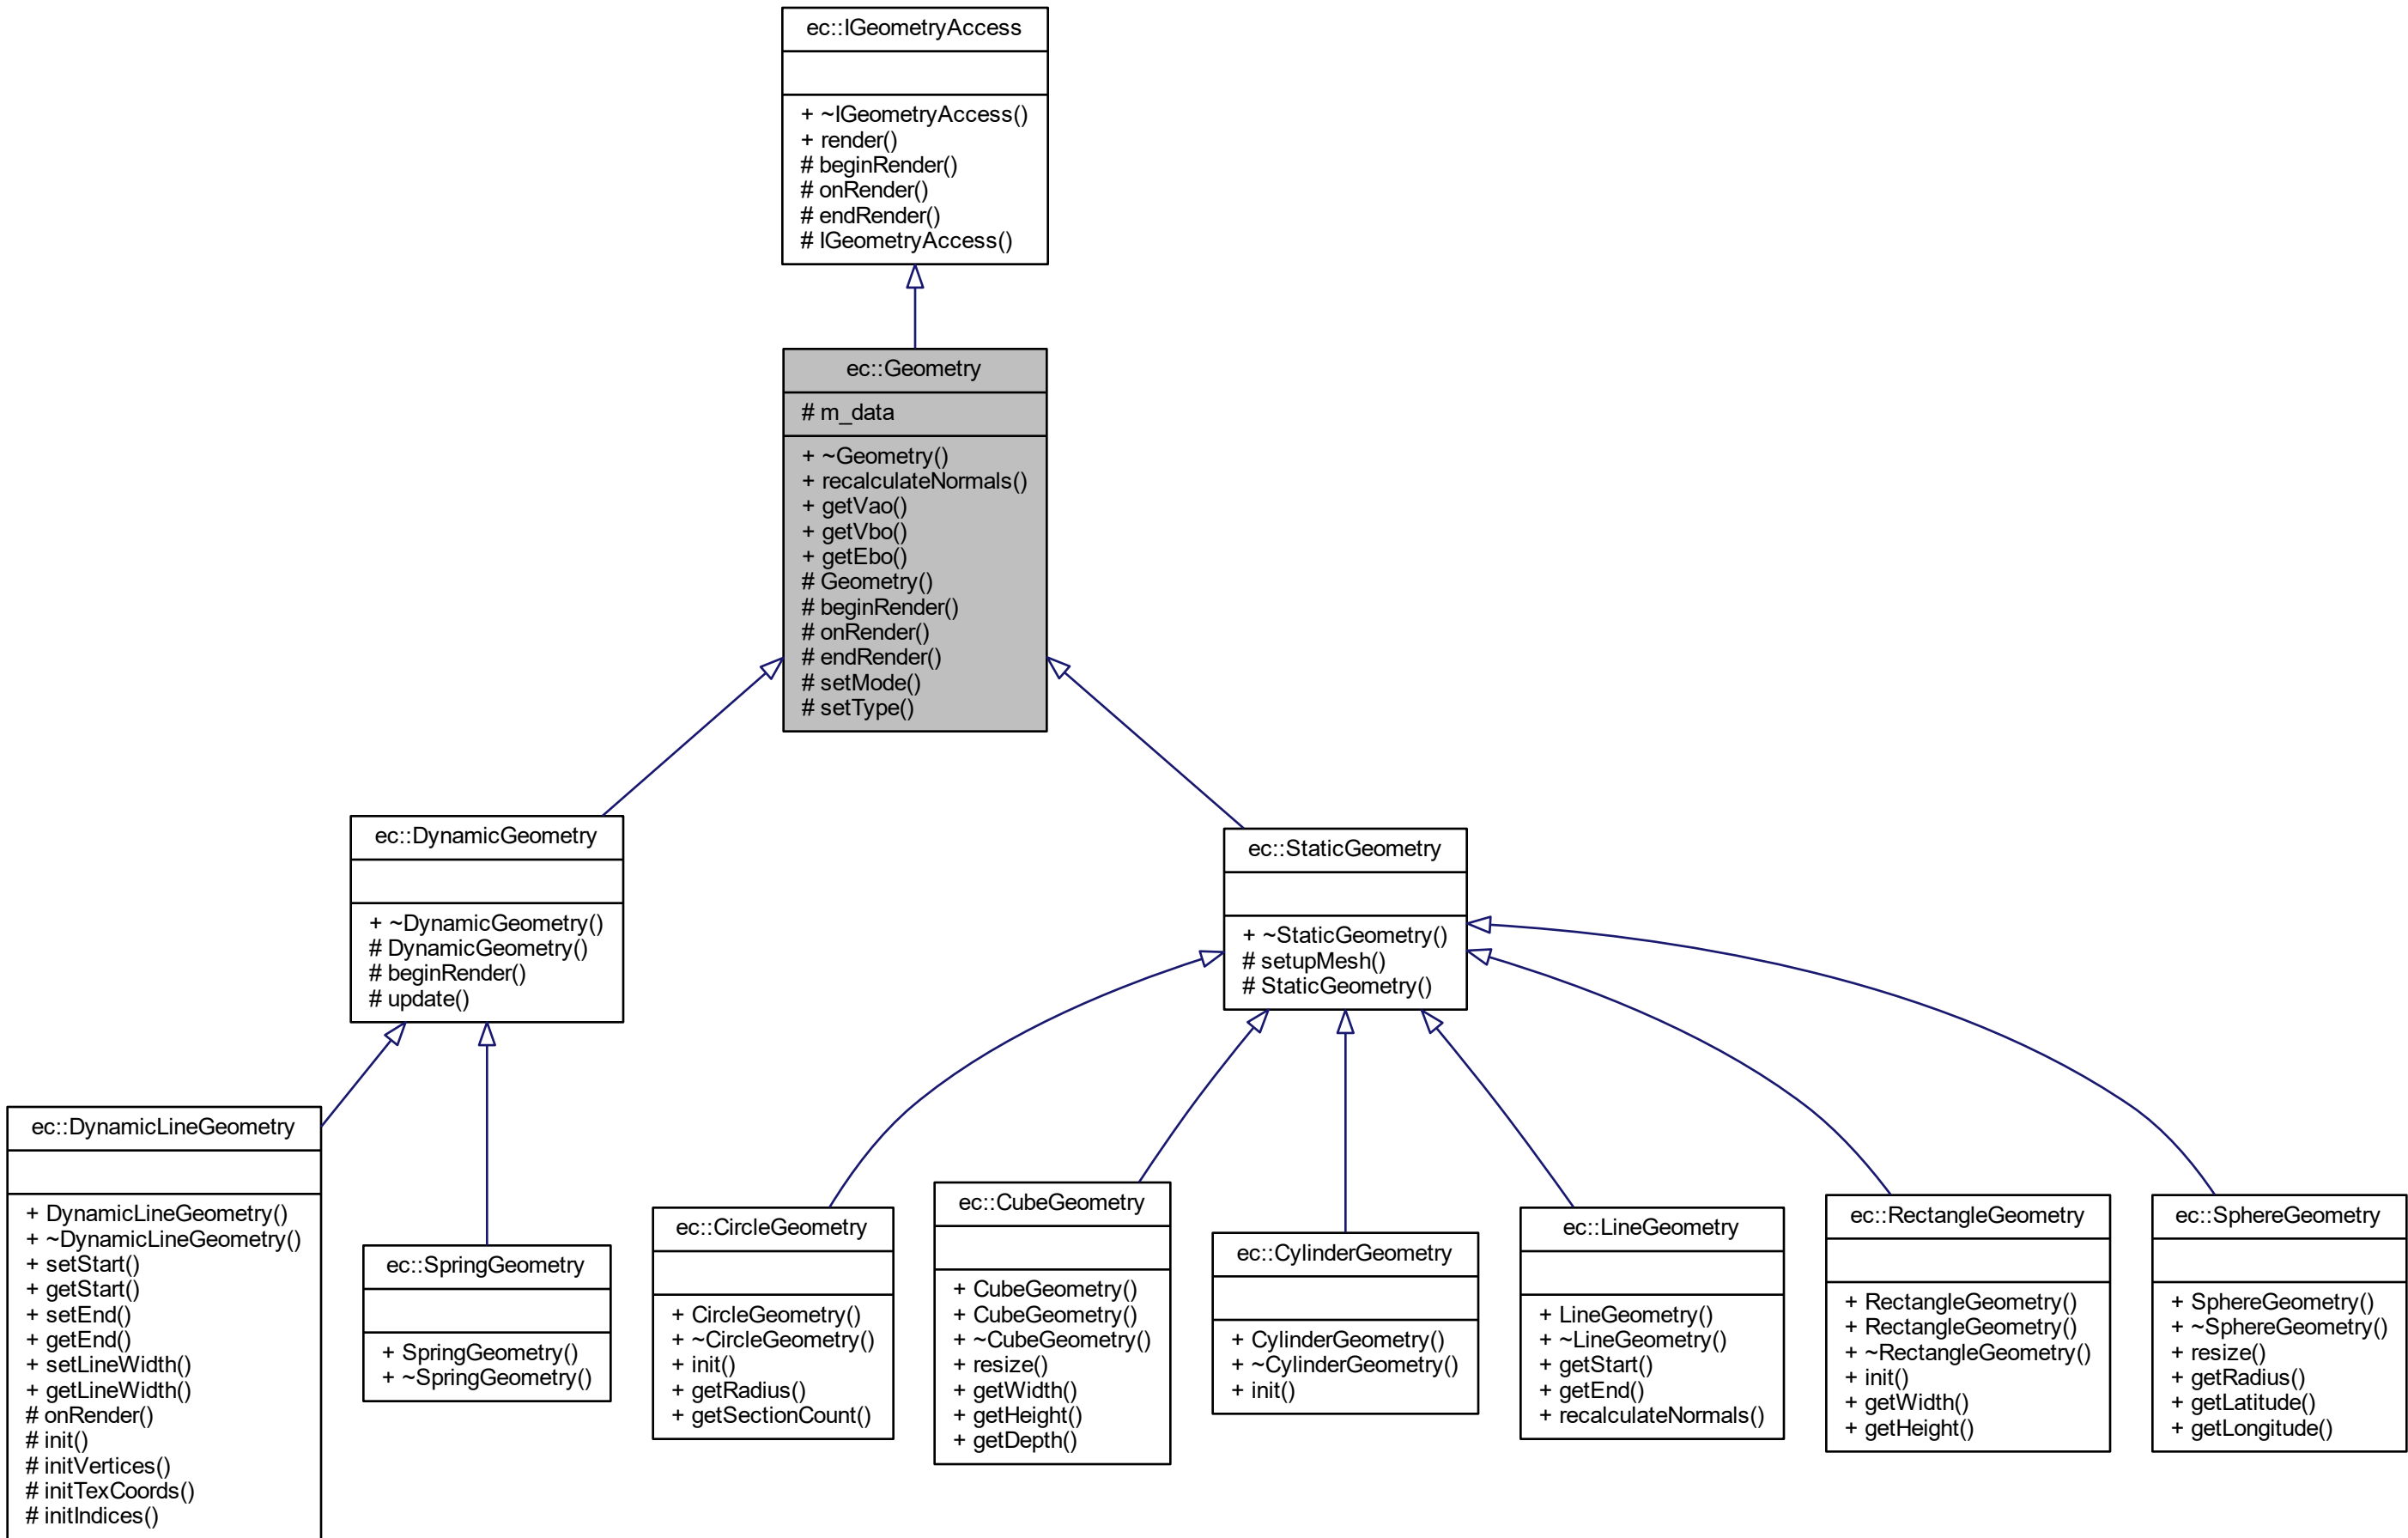 ec::IGeometryAccess
+ ~IGeometryAccess()
+ render()
# beginRender()
# onRender()
# endRender()
# IGeometryAccess()
ec::Geometry
# m_data
+ ~Geometry()
+ recalculateNormals()
+ getVao()
+ getVbo()
+ getEbo()
# Geometry()
# beginRender()
# onRender()
# endRender()
# setMode()
# setType()
ec::DynamicGeometry
+ ~DynamicGeometry()
# DynamicGeometry()
# beginRender()
# update()
ec::StaticGeometry
+ ~StaticGeometry()
# setupMesh()
# StaticGeometry()
ec::DynamicLineGeometry
+ DynamicLineGeometry()
+ ~DynamicLineGeometry()
+ setStart()
+ getStart()
+ setEnd()
+ getEnd()
+ setLineWidth()
+ getLineWidth()
# onRender()
# init()
# initVertices()
# initTexCoords()
# initIndices()
ec::SpringGeometry
+ SpringGeometry()
+ ~SpringGeometry()
ec::CircleGeometry
+ CircleGeometry()
+ ~CircleGeometry()
+ init()
+ getRadius()
+ getSectionCount()
ec::CubeGeometry
+ CubeGeometry()
+ CubeGeometry()
+ ~CubeGeometry()
+ resize()
+ getWidth()
+ getHeight()
+ getDepth()
ec::CylinderGeometry
+ CylinderGeometry()
+ ~CylinderGeometry()
+ init()
ec::LineGeometry
+ LineGeometry()
+ ~LineGeometry()
+ getStart()
+ getEnd()
+ recalculateNormals()
ec::RectangleGeometry
+ RectangleGeometry()
+ RectangleGeometry()
+ ~RectangleGeometry()
+ init()
+ getWidth()
+ getHeight()
ec::SphereGeometry
+ SphereGeometry()
+ ~SphereGeometry()
+ resize()
+ getRadius()
+ getLatitude()
+ getLongitude()